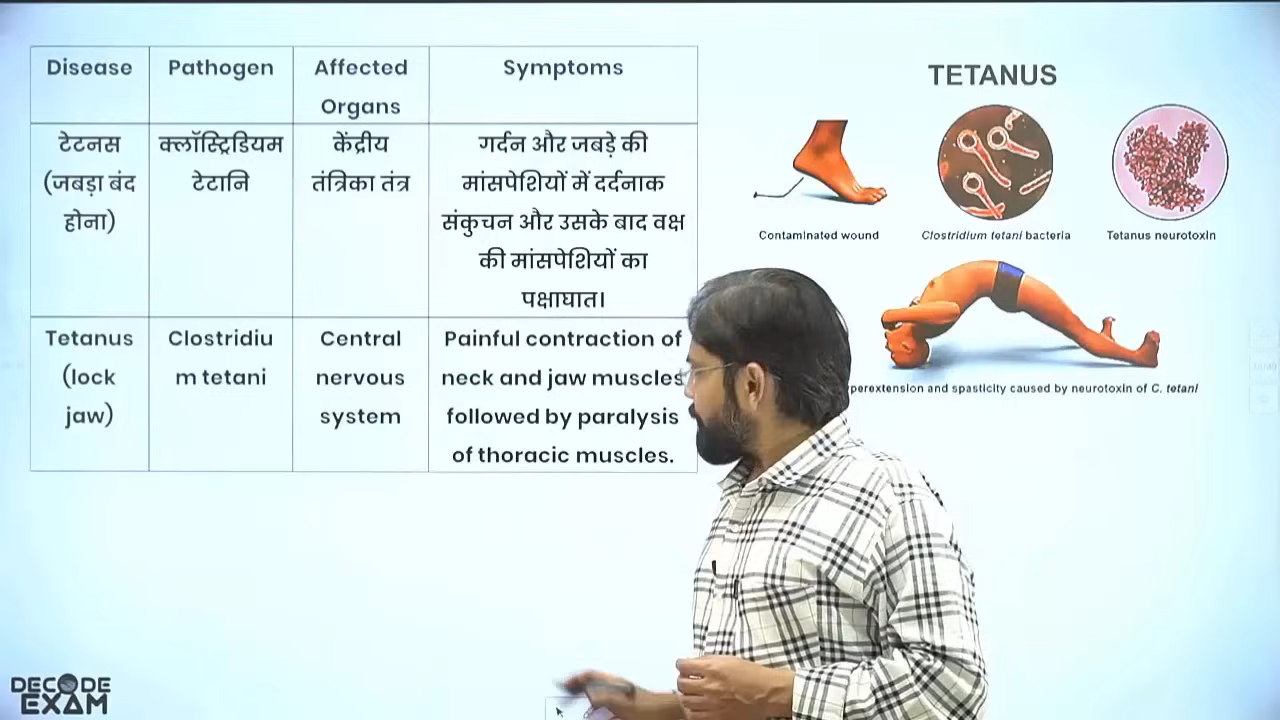 Disease
Pathogen
Affected
Organs
Symptoms
टेटनस
(जबड़ा बंद
होना)
क्लॉस्ट्रिडियम
टेटानि
केंद्रीय
तंत्रिका तंत्र
गर्दन और जबड़े की
मांसपेशियों में दर्दनाक
संकुचन और उसके बाद वक्ष
की मांसपेशियों का
पक्षाघात।
Tetanus
(lock
jaw)
Clostridiu
m tetani
Central
nervous
system
Painful contraction of
neck and jaw muscles
followed by paralysis
of thoracic muscles.
TETANUS
Contaminated wound
Clostridium tetani bacteria
Tetanus neurotoxin
perextension and spasticity caused by neurotoxin of C. tetani
DECODE
EXAM